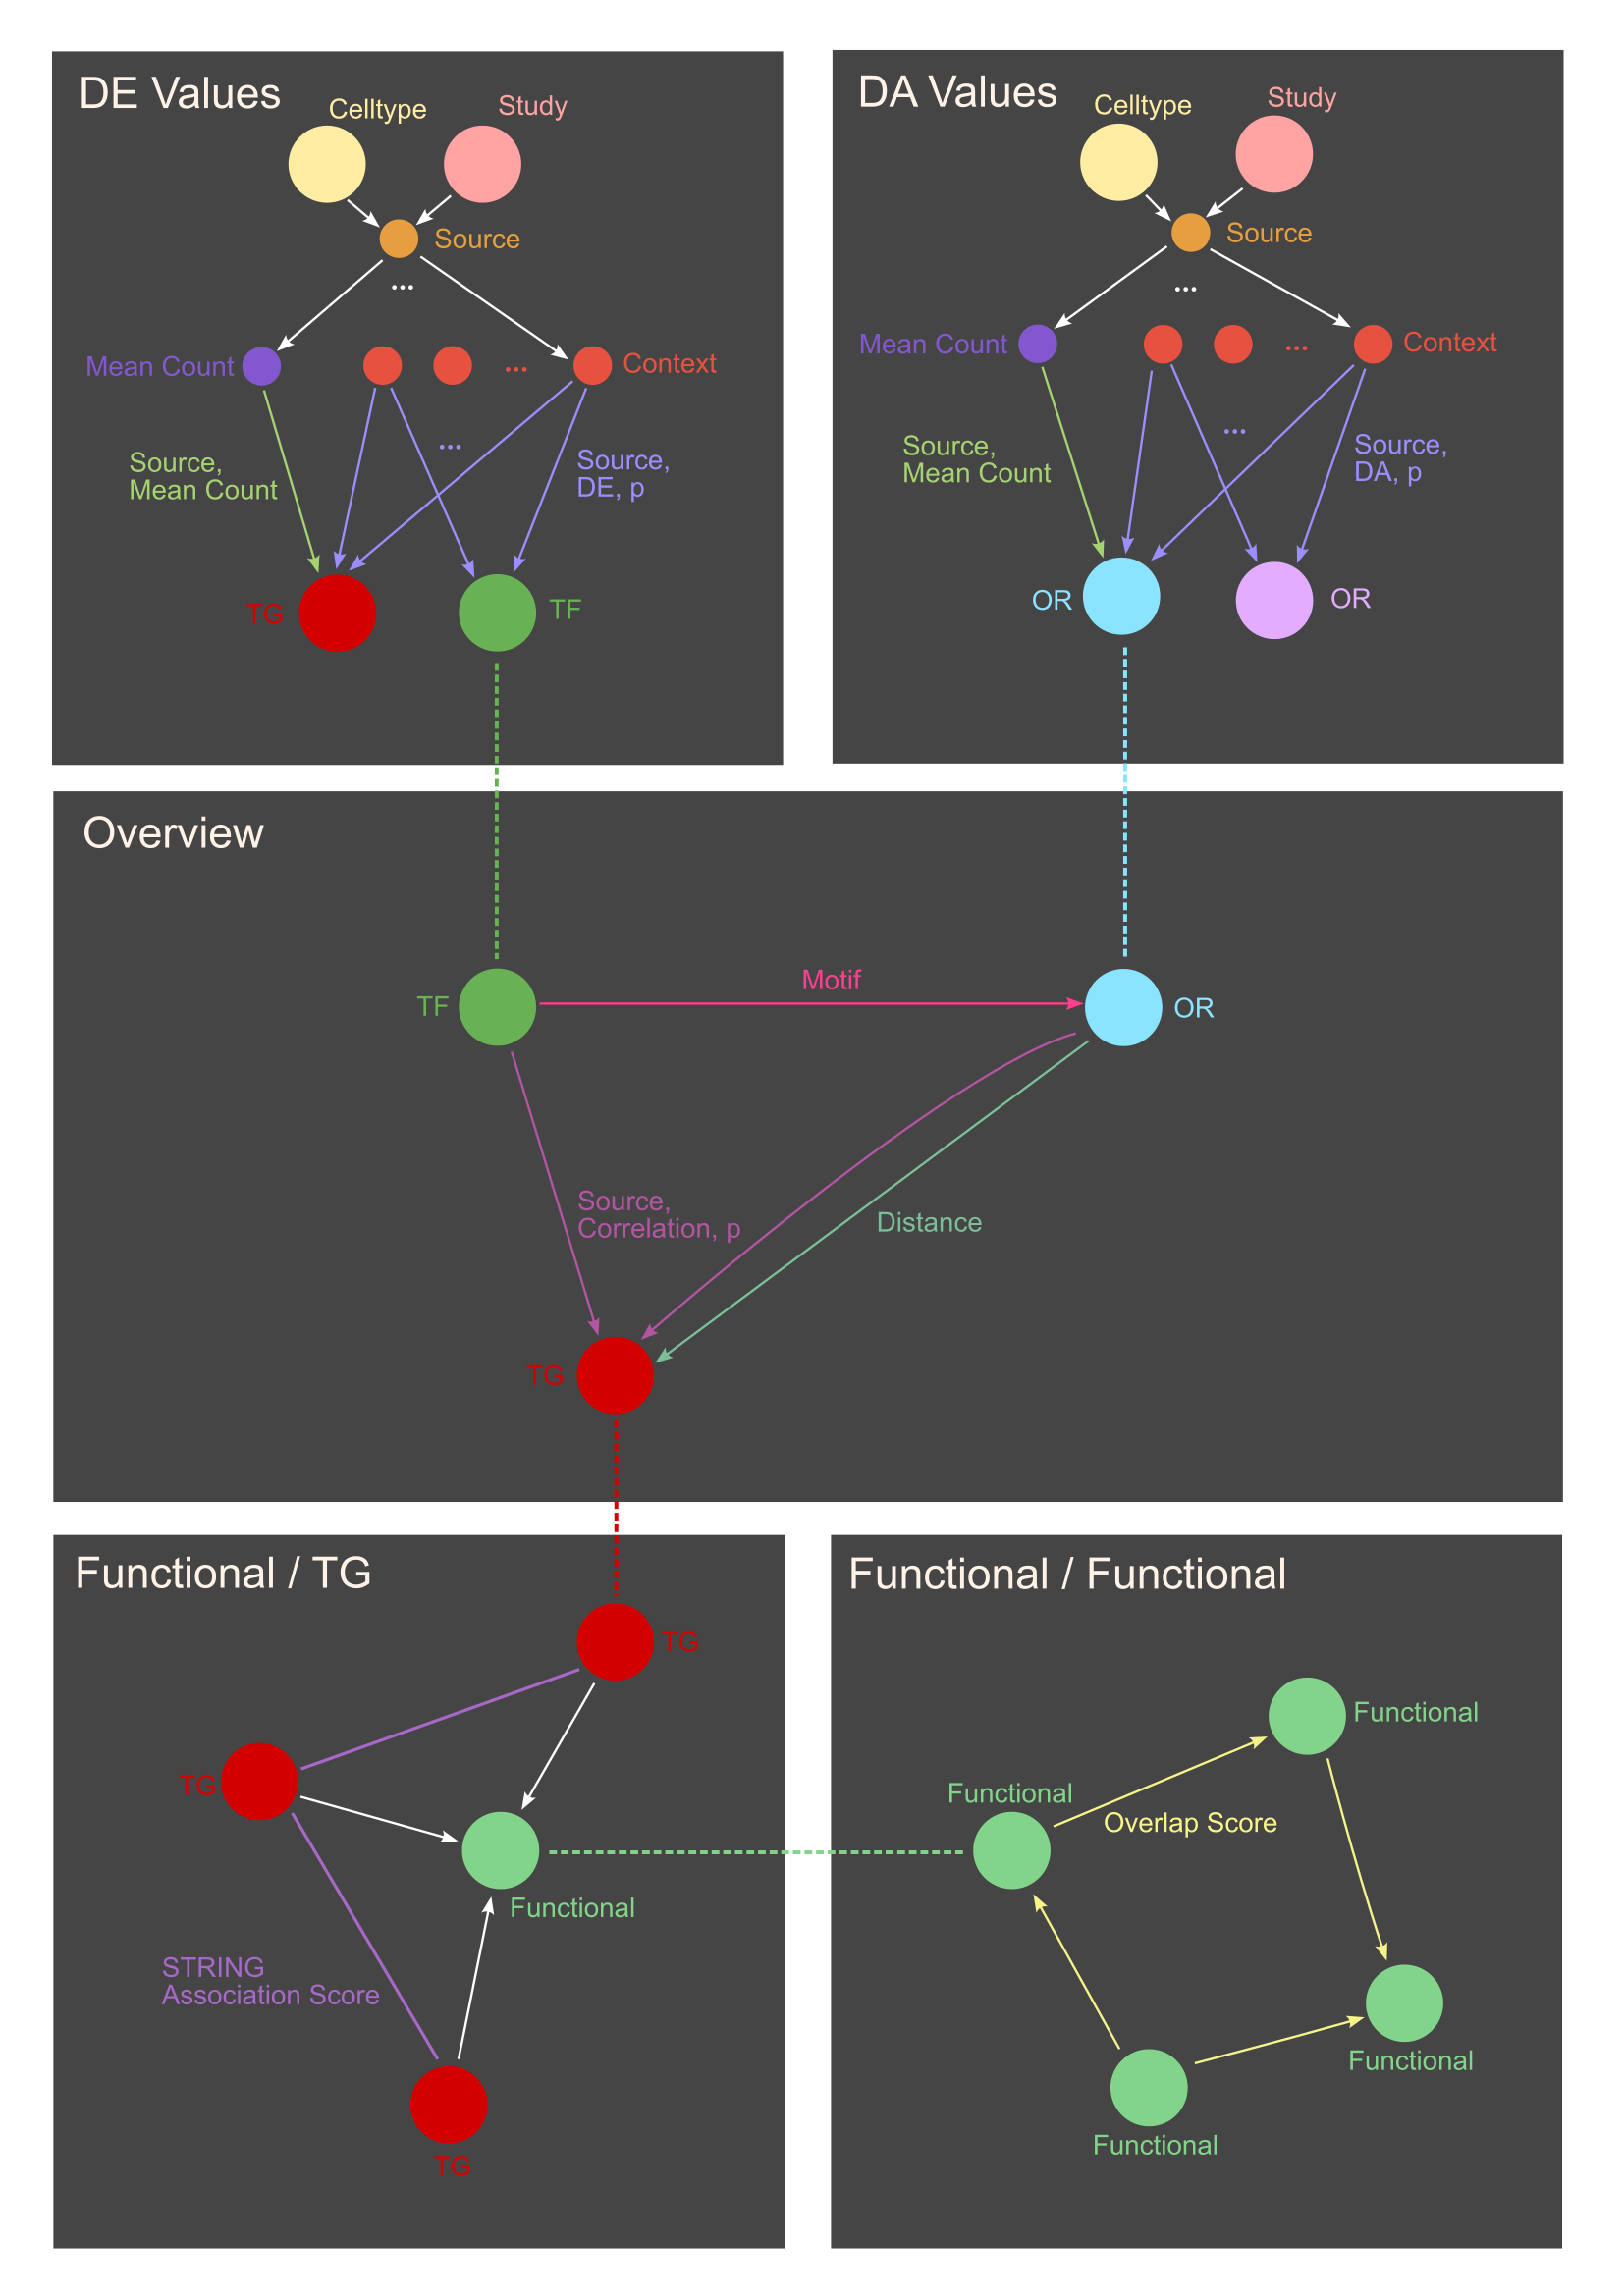 DE Values
Celltype
Study
Source
...
Mean Count
...
Context
...
Source,
Mean Count
Source,
DE, p
TG
TF
DA Values
Celltype
Study
Source
...
Mean Count
...
Context
...
Source,
Mean Count
Source,
DA, p
OR
OR
Overview
TF
Motif
OR
Source,
Correlation, p
Distance
TG
Functional / TG
TG
TG
Functional
STRING
Association Score
TG
Functional / Functional
Functional
Functional
Overlap Score
Functional
Functional